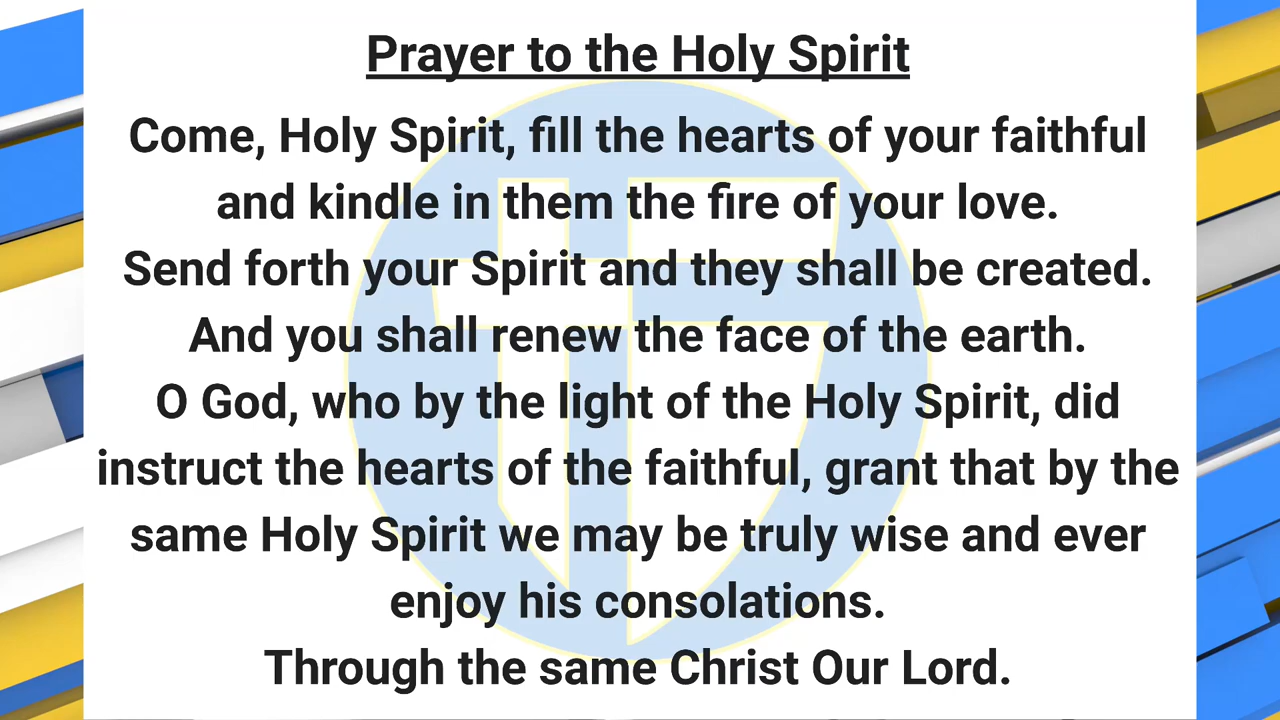 Prayer to the Holy Spirit
Come, Holy Spirit, fill the hearts of your faithful
and kindle in them the fire of your love.
Send forth your Spirit and they shall be created.
And you shall renew the face of the earth.
O God, who by the light of the Holy Spirit, did
instruct the hearts of the faithful, grant that by the
same Holy Spirit we may be truly wise and ever
enjoy his consolations.
Through the same Christ Our Lord.